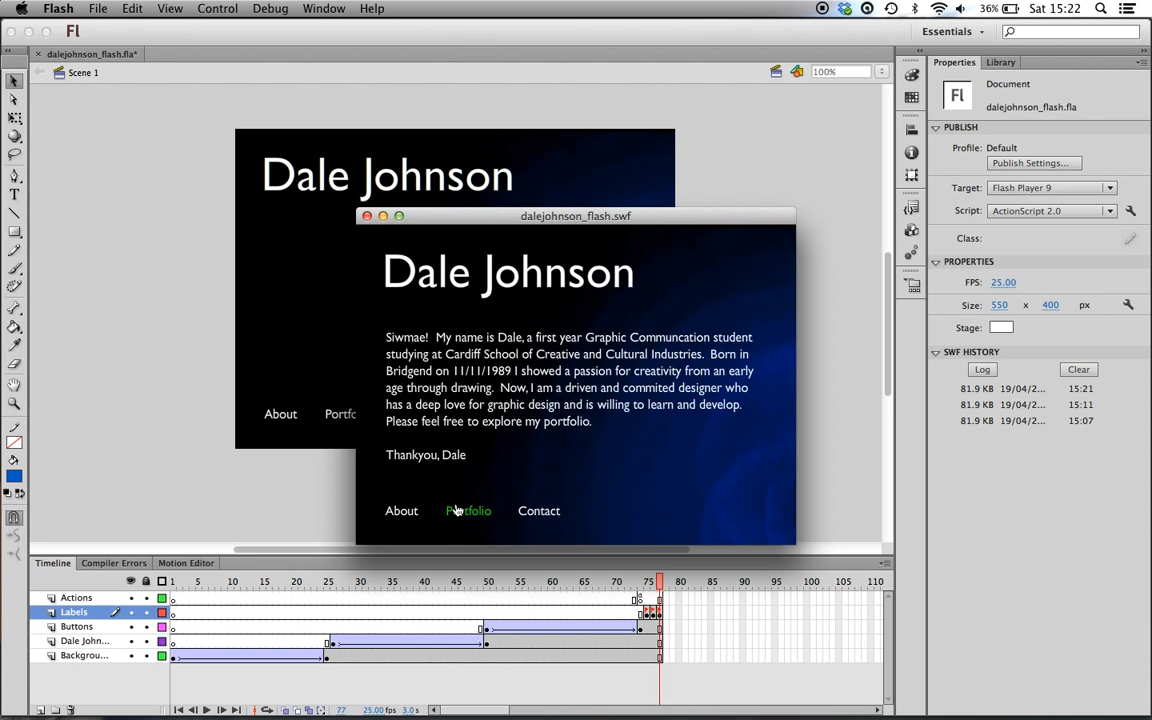 Flash File Edit View Control Debug Window Help 36% Sat 15:22
Fl Essentials
dalejohnson_flash.fla*
Scene 1 100%
Properties Library
Document
Fl dalejohnson_flash.fla
PUBLISH
Profile: Default
Publish Settings...
Target: Flash Player 9
Script: ActionScript 2.0
Class:
PROPERTIES
FPS: 25.00
Size: 550 x 400 px
Stage:
SWF HISTORY
Log Clear
81.9 KB 19/04/2... 15:21
81.9 KB 19/04/2... 15:11
81.9 KB 19/04/2... 15:07
Dale Johnson
About Portfo
dalejohnson_flash.swf
Dale Johnson
Siwmae! My name is Dale, a first year Graphic Communcation student
studying at Cardiff School of Creative and Cultural Industries. Born in
Bridgend on 11/11/1989 I showed a passion for creativity from an early
age through drawing. Now, I am a driven and commited designer who
has a deep love for graphic design and is willing to learn and develop.
Please feel free to explore my portfolio.
Thankyou, Dale
About Portfolio Contact
Timeline Compiler Errors Motion Editor
1 5 10 15 20 25 30 35 40 45 50 55 60 65 70 75 80 85 90 95 100 105 110
Actions
Labels
Buttons
Dale John...
Backgrou...
77 25.00 fps 3.0 s